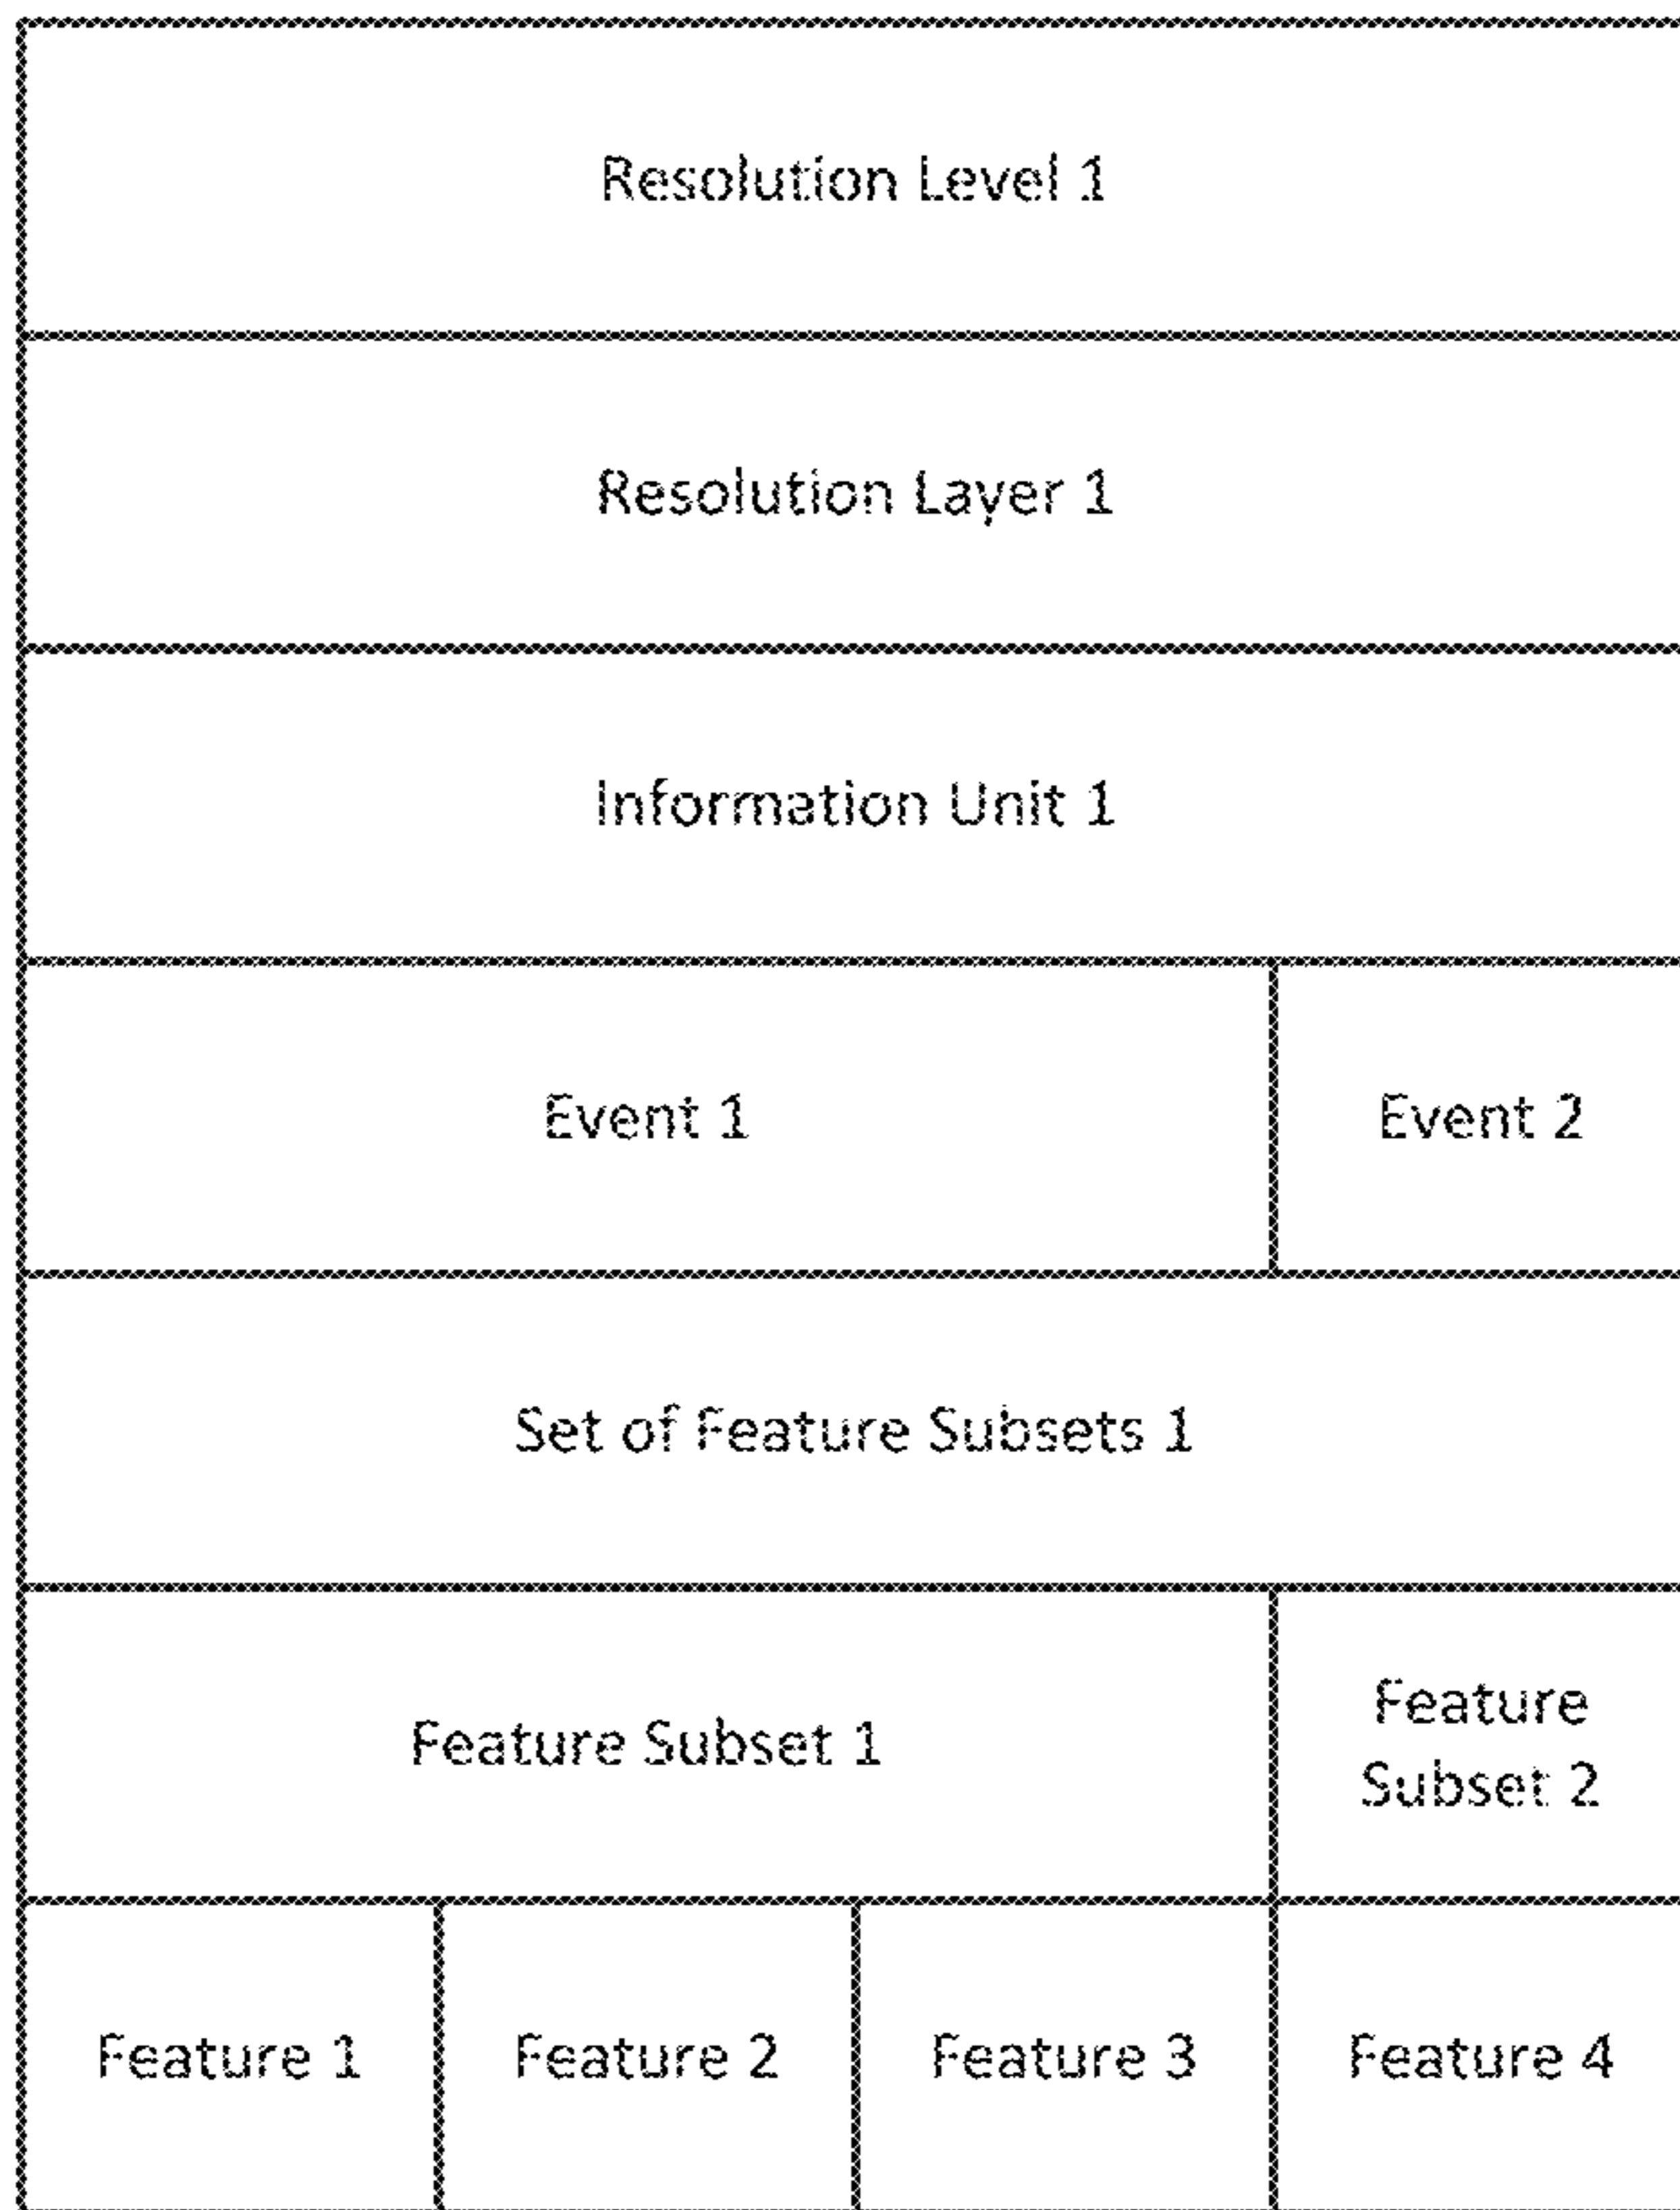 Resolution Level 1
Resolution Layer 1
Information Unit 1
Event 1
Event 2
Set of Feature Subsets 1
Feature Subset 1
Feature
Subset 2
Feature 1
Feature 2
Feature 3
Feature 4